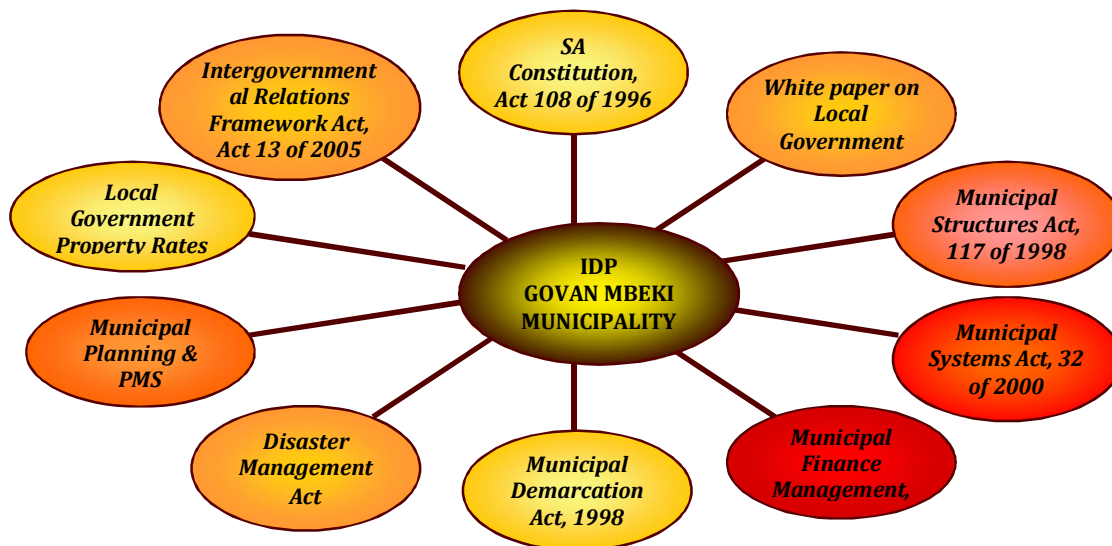 SA
Constitution,
Act 108 of 1996
Intergovernment
al Relations
Framework Act,
Act 13 of 2005
White paper on
Local
Government
Local
Government
Property Rates
Municipal
Structures Act,
117 of 1998
IDP
GOVAN MBEKI
MUNICIPALITY
Municipal
Planning &
PMS
Municipal
Systems Act, 32
of 2000
Disaster
Management
Act
Municipal
Demarcation
Act, 1998
Municipal
Finance
Management,